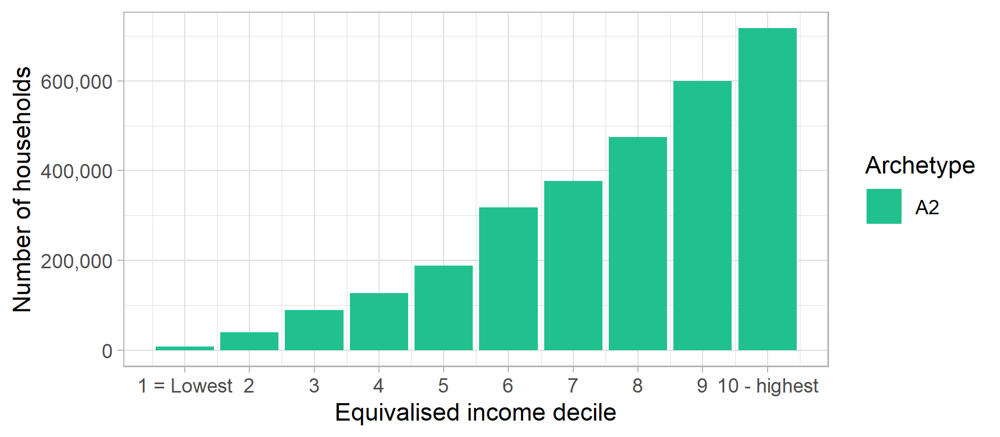 Number of households
600,000
400,000
200,000
0
1 = Lowest 2 3 4 5 6 7 8 9 10 - highest
Equivalised income decile
Archetype
A2